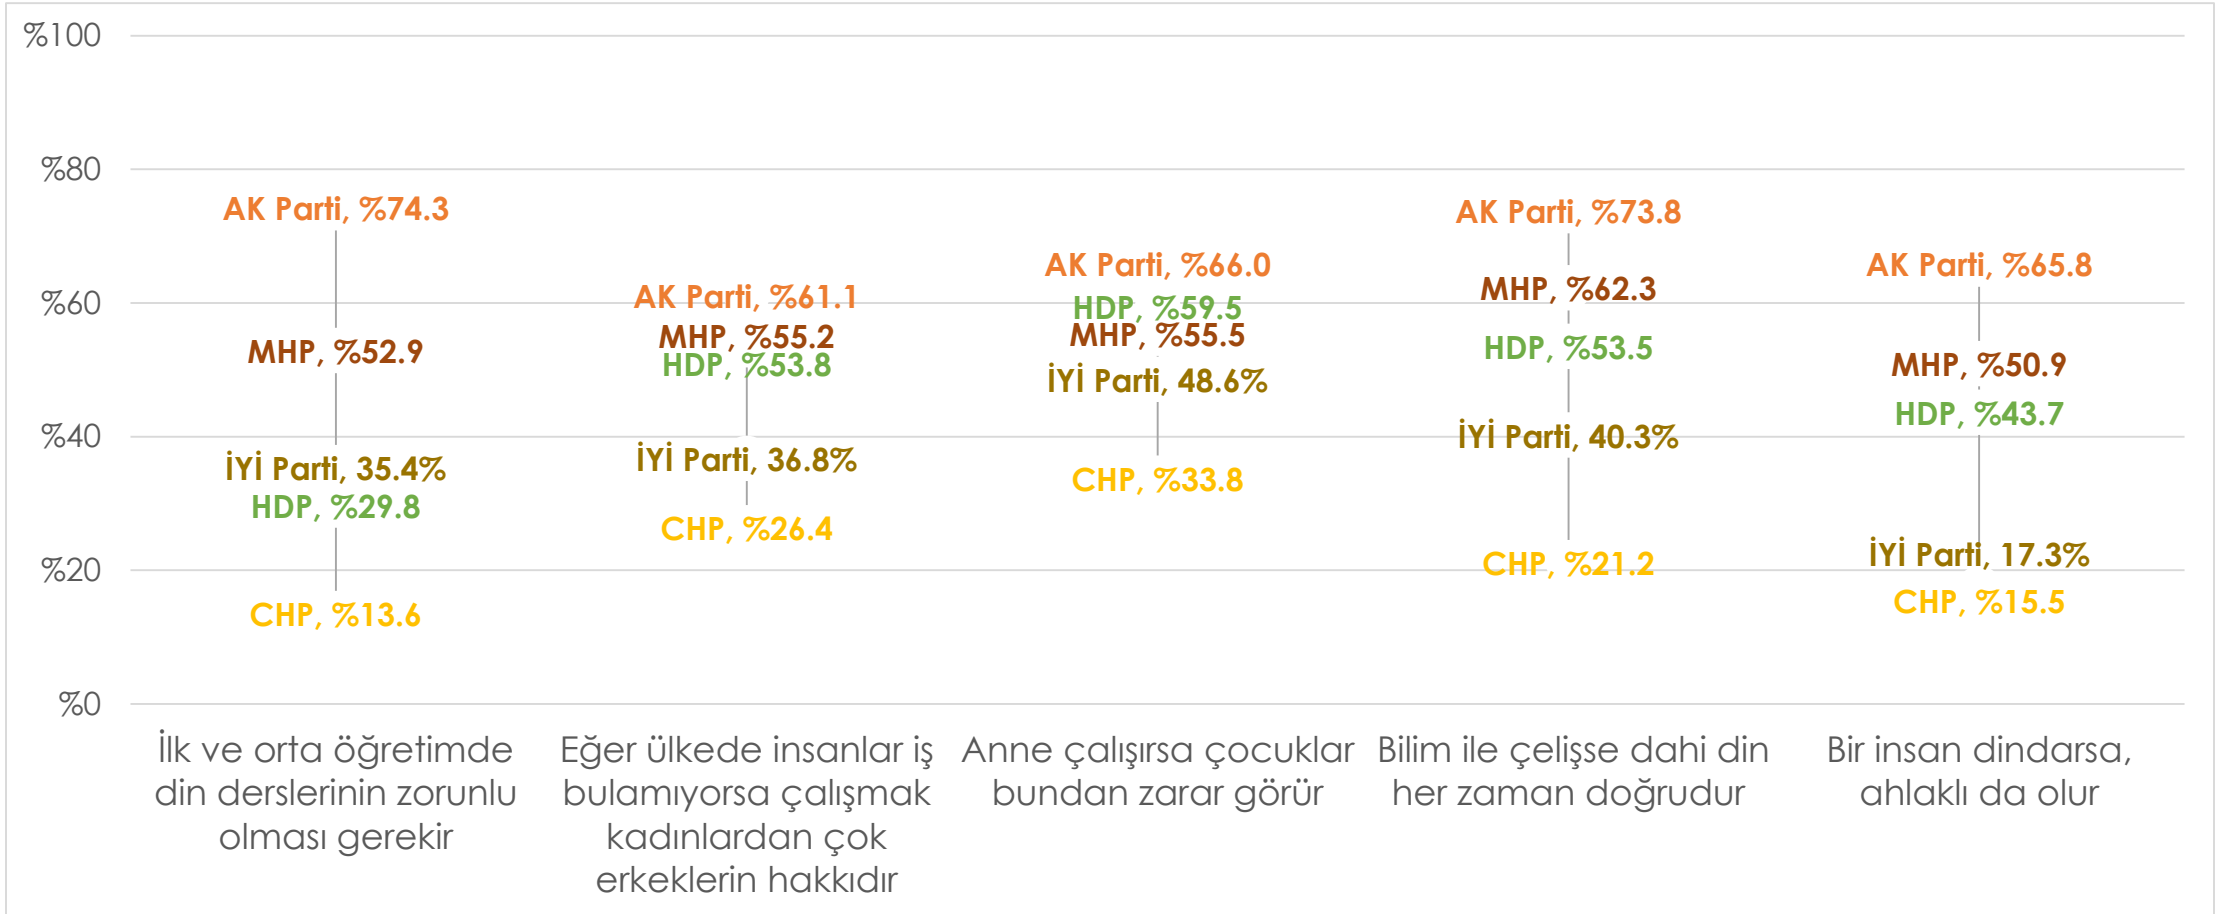 %100
%80
%60
%40
%20
%0
AK Parti, %74.3
MHP, %52.9
İYİ Parti, 35.4%
HDP, %29.8
CHP, %13.6
AK Parti, %61.1
MHP, %55.2
HDP, %53.8
İYİ Parti, 36.8%
CHP, %26.4
AK Parti, %66.0
HDP, %59.5
MHP, %55.5
İYİ Parti, 48.6%
CHP, %33.8
AK Parti, %73.8
MHP, %62.3
HDP, %53.5
İYİ Parti, 40.3%
CHP, %21.2
AK Parti, %65.8
MHP, %50.9
HDP, %43.7
İYİ Parti, 17.3%
CHP, %15.5
İlk ve orta öğretimde
din derslerinin zorunlu
olması gerekir
Eğer ülkede insanlar iş
bulamıyorsa çalışmak
kadınlardan çok
erkeklerin hakkıdır
Anne çalışırsa çocuklar
bundan zarar görür
Bilim ile çelişse dahi din
her zaman doğrudur
Bir insan dindarsa,
ahlaklı da olur